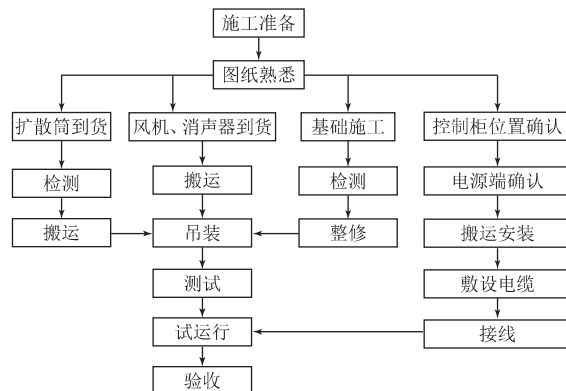 施工准备
图纸熟悉
扩散筒到货
风机、消声器到货
基础施工
控制柜位置确认
检测
搬运
检测
电源端确认
搬运
吊装
整修
搬运安装
测试
敷设电缆
试运行
接线
验收